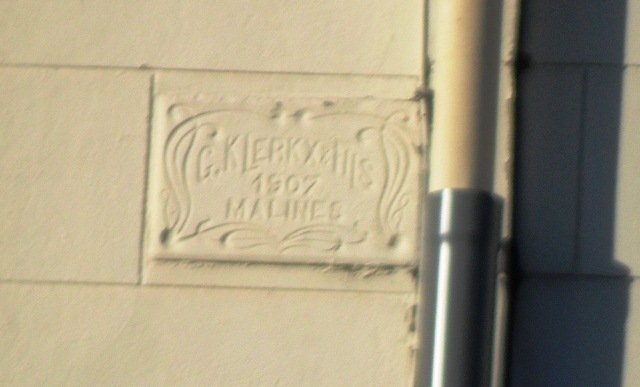 G. KLERKX & FILS
1907
MALINES